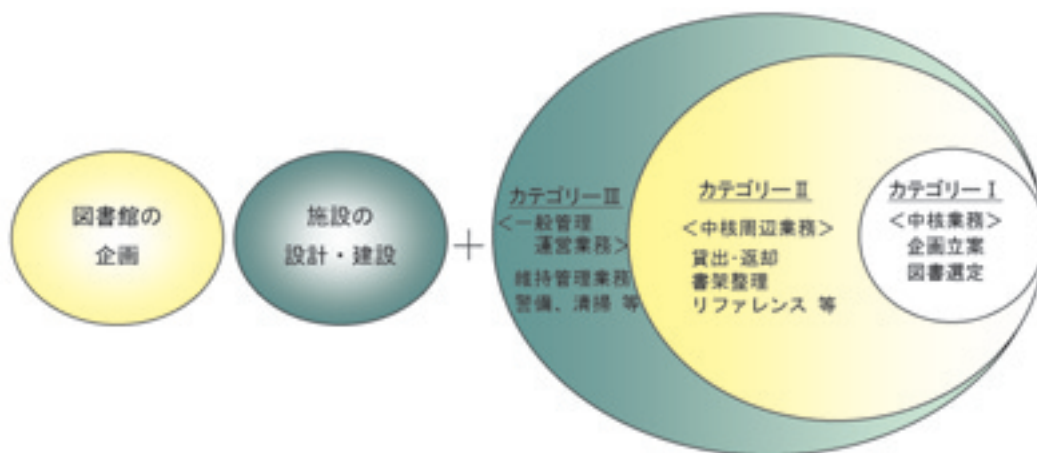 図書館の
企画
施設の
設計・建設
+
カテゴリーⅢ
<一般管理
運営業務>
維持管理業務
警備、清掃 等
カテゴリーⅡ
<中核周辺業務>
貸出・返却
書架整理
リファレンス 等
カテゴリーⅠ
<中核業務>
企画立案
図書選定